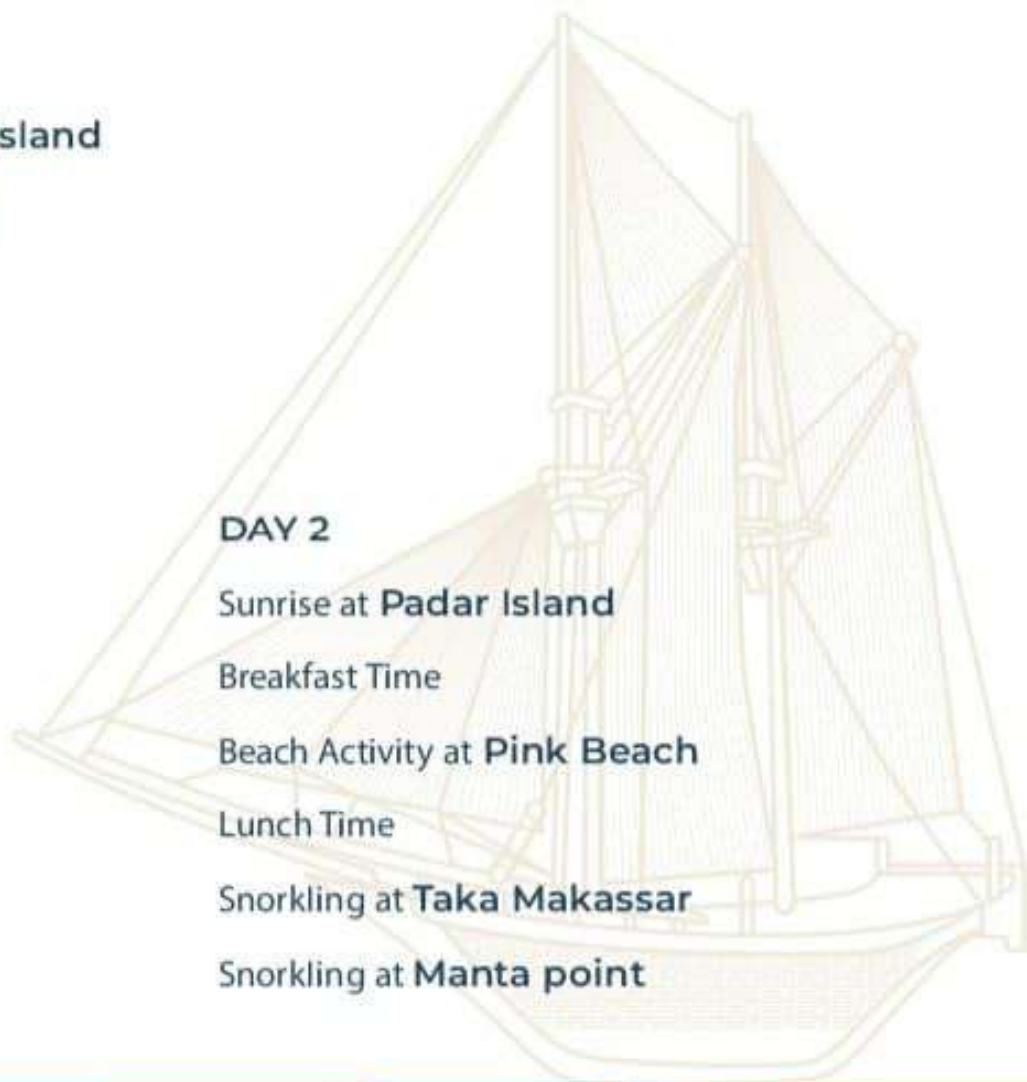 sland
DAY 2
Sunrise at Padar Island
Breakfast Time
Beach Activity at Pink Beach
Lunch Time
Snorkling at Taka Makassar
Snorkling at Manta point